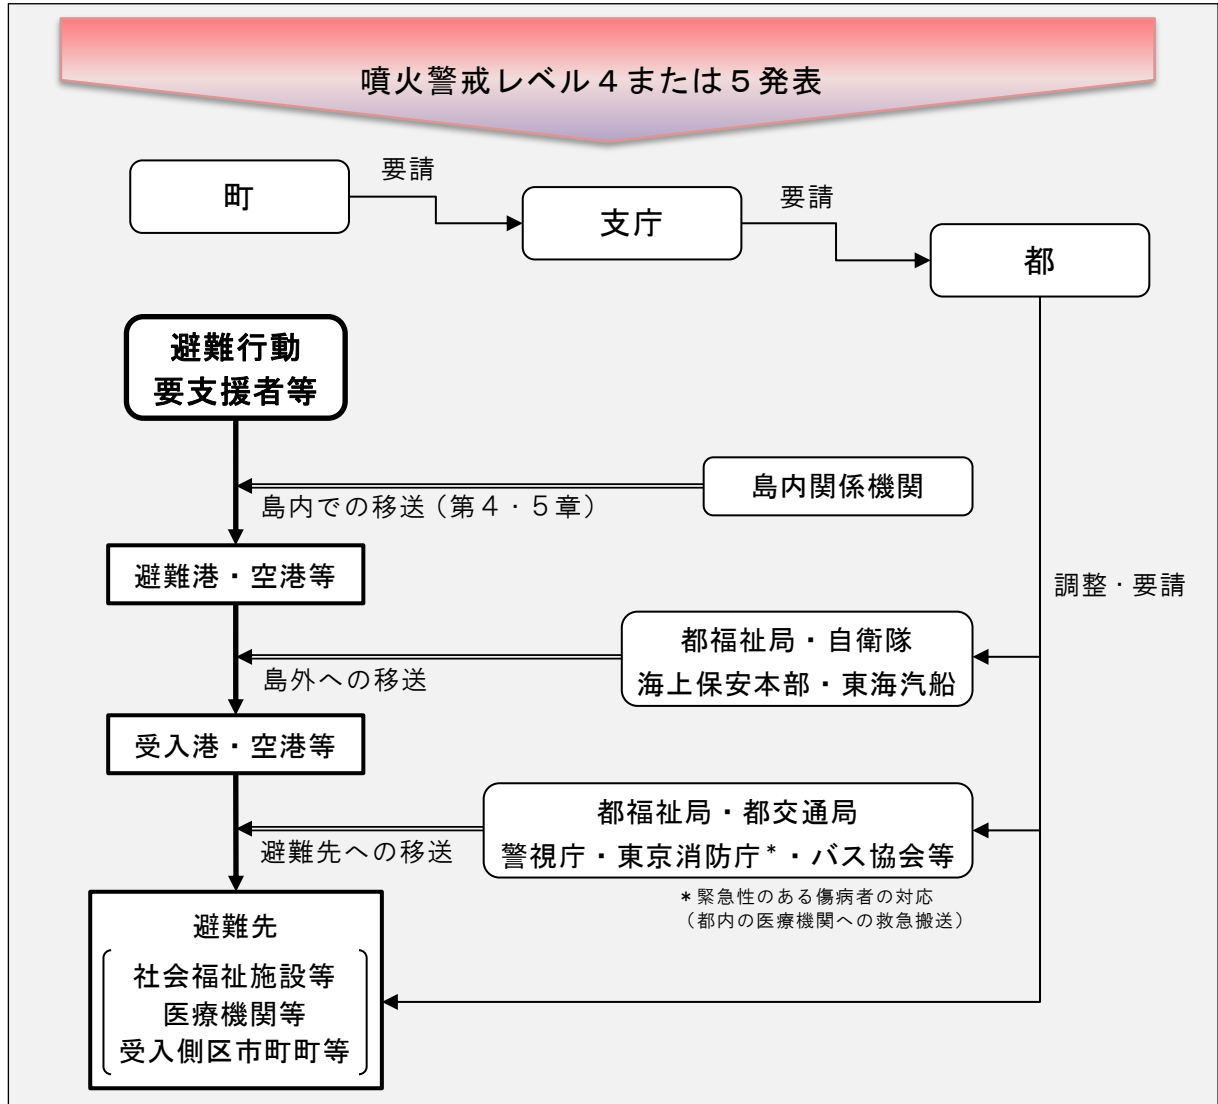 噴火警戒レベル４または５発表
町
要請
支庁
要請
都
避難行動
要支援者等
島内関係機関
島内での移送（第４・５章）
避難港・空港等
調整・要請
都福祉局・自衛隊
海上保安本部・東海汽船
島外への移送
受入港・空港等
都福祉局・都交通局
警視庁・東京消防庁*・バス協会等
避難先への移送
*緊急性のある傷病者の対応
（都内の医療機関への救急搬送）
避難先
社会福祉施設等
医療機関等
受入側区市町町等